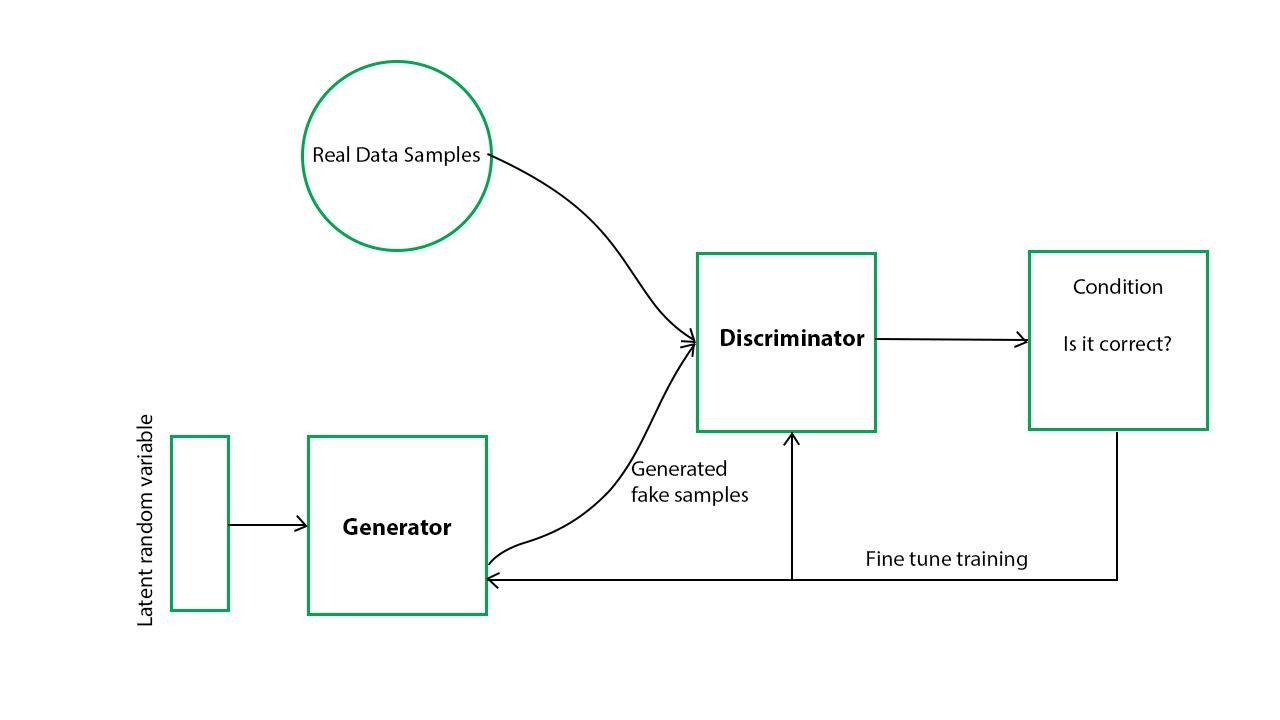 Real Data Samples
Condition
Is it correct?
Discriminator
Latent random variable
Generator
Generated
fake samples
Fine tune training